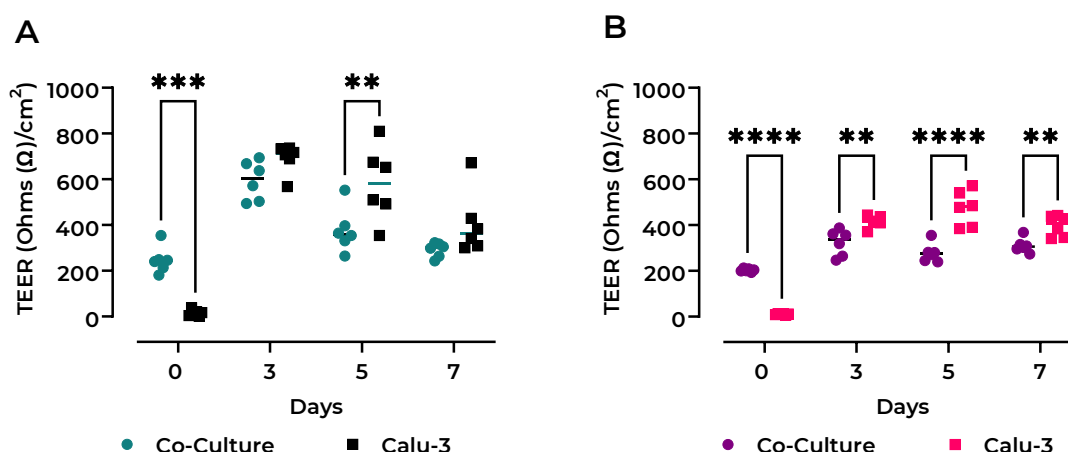 A
B
*** **
**** ** **** **
TEER (Ohms (Ω)/cm²)
1000
800
600
400
200
0
0 3 5 7
Days
Co-Culture Calu-3
TEER (Ohms (Ω)/cm²)
1000
800
600
400
200
0
0 3 5 7
Days
Co-Culture Calu-3